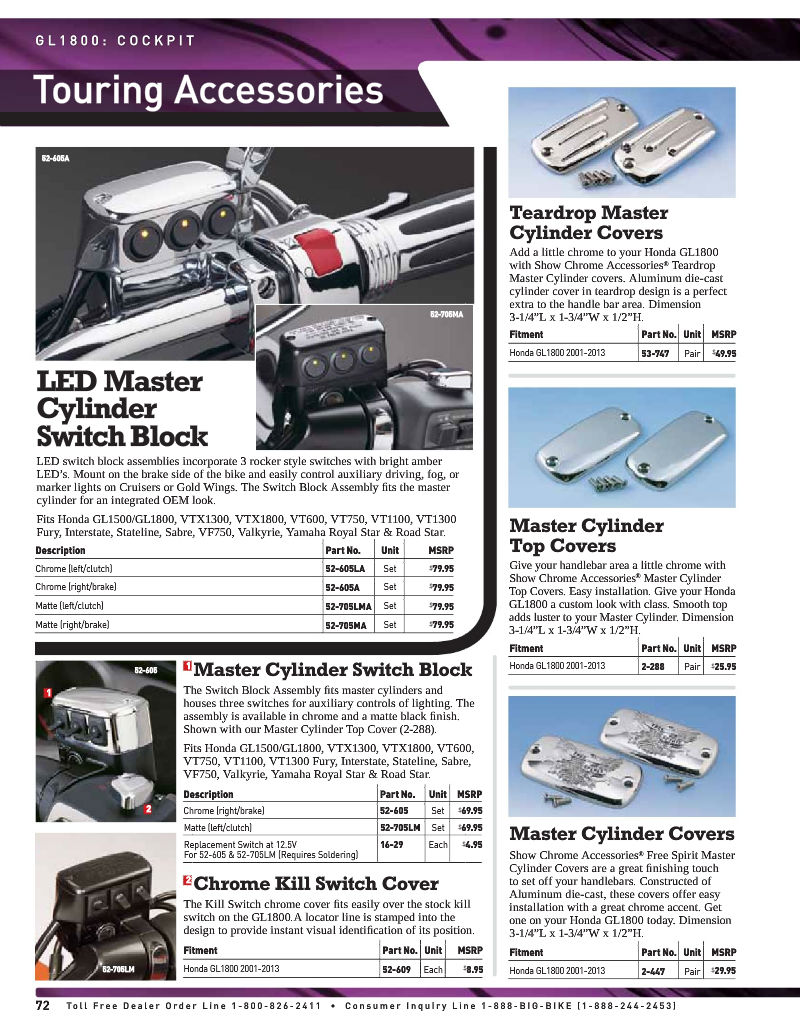 GL1800: COCKPIT
Touring Accessories
52-605A
52-705MA
LED Master
Cylinder
Switch Block
LED switch block assemblies incorporate 3 rocker style switches with bright amber
LED's. Mount on the brake side of the bike and easily control auxiliary driving, fog, or
marker lights on Cruisers or Gold Wings. The Switch Block Assembly fits the master
cylinder for an integrated OEM look.
Fits Honda GL1500/GL1800, VTX1300, VTX1800, VT600, VT750, VT1100, VT1300
Fury, Interstate, Stateline, Sabre, VF750, Valkyrie, Yamaha Royal Star & Road Star.
Description Part No. Unit MSRP
Chrome (left/clutch) 52-605LA Set $79.95
Chrome (right/brake) 52-605A Set $79.95
Matte (left/clutch) 52-705LMA Set $79.95
Matte (right/brake) 52-705MA Set $79.95
52-605
1
2
52-705LM
1 Master Cylinder Switch Block
The Switch Block Assembly fits master cylinders and
houses three switches for auxiliary controls of lighting. The
assembly is available in chrome and a matte black finish.
Shown with our Master Cylinder Top Cover (2-288).
Fits Honda GL1500/GL1800, VTX1300, VTX1800, VT600,
VT750, VT1100, VT1300 Fury, Interstate, Stateline, Sabre,
VF750, Valkyrie, Yamaha Royal Star & Road Star.
Description Part No. Unit MSRP
Chrome (right/brake) 52-605 Set $69.95
Matte (left/clutch) 52-705LM Set $69.95
Replacement Switch at 12.5V 16-29 Each $4.95
For 52-605 & 52-705LM (Requires Soldering)
2 Chrome Kill Switch Cover
The Kill Switch chrome cover fits easily over the stock kill
switch on the GL1800. A locator line is stamped into the
design to provide instant visual identification of its position.
Fitment Part No. Unit MSRP
Honda GL1800 2001-2013 52-609 Each $8.95
Teardrop Master
Cylinder Covers
Add a little chrome to your Honda GL1800
with Show Chrome Accessories® Teardrop
Master Cylinder covers. Aluminum die-cast
cylinder cover in teardrop design is a perfect
extra to the handle bar area. Dimension
3-1/4"L x 1-3/4"W x 1/2"H.
Fitment Part No. Unit MSRP
Honda GL1800 2001-2013 53-747 Pair $49.95
Master Cylinder
Top Covers
Give your handlebar area a little chrome with
Show Chrome Accessories® Master Cylinder
Top Covers. Easy installation. Give your Honda
GL1800 a custom look with class. Smooth top
adds luster to your Master Cylinder. Dimension
3-1/4"L x 1-3/4"W x 1/2"H.
Fitment Part No. Unit MSRP
Honda GL1800 2001-2013 2-288 Pair $25.95
Master Cylinder Covers
Show Chrome Accessories® Free Spirit Master
Cylinder Covers are a great finishing touch
to set off your handlebars. Constructed of
Aluminum die-cast, these covers offer easy
installation with a great chrome accent. Get
one on your Honda GL1800 today. Dimension
3-1/4"L x 1-3/4"W x 1/2"H.
Fitment Part No. Unit MSRP
Honda GL1800 2001-2013 2-447 Pair $29.95
72 Toll Free Dealer Order Line 1-800-826-2411 • Consumer Inquiry Line 1-888-BIG-BIKE (1-888-244-2453)